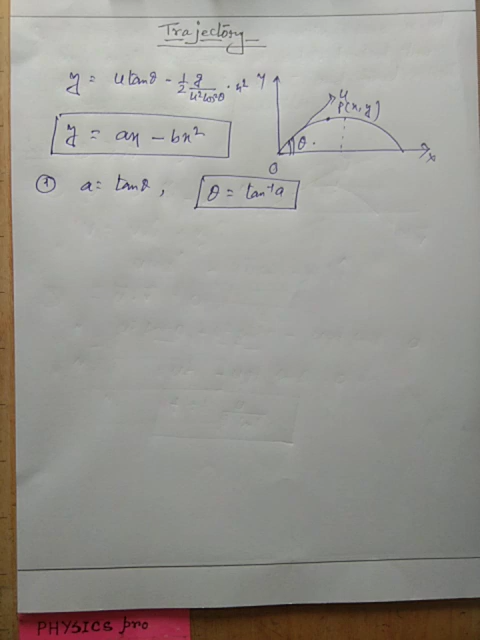 Trajectory
y = x tanθ - 1/2 g/u²cos²θ · x²
y = ax - bx²
Y
u
P(x, y)
θ
O
x
① a = tanθ, θ = tan⁻¹a
PHYSICS pro